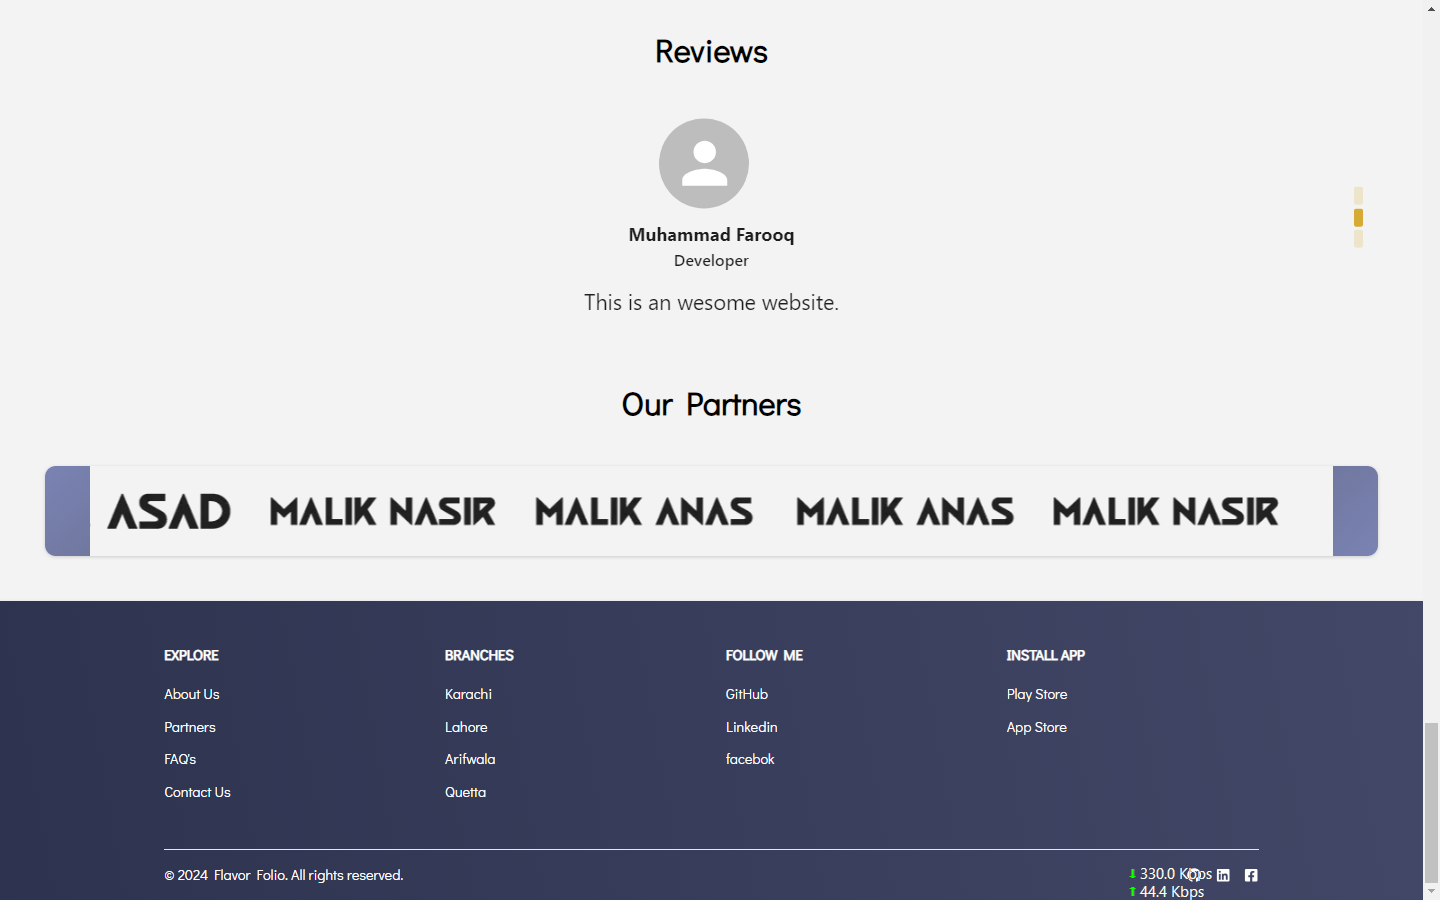 Reviews
Muhammad Farooq
Developer
This is an wesome website.
Our Partners
ASAD MALIK NASIR MALIK ANAS MALIK ANAS MALIK NASIR
EXPLORE
About Us
Partners
FAQ's
Contact Us
BRANCHES
Karachi
Lahore
Arifwala
Quetta
FOLLOW ME
GitHub
Linkedin
facebok
INSTALL APP
Play Store
App Store
© 2024 Flavor Folio. All rights reserved.
330.0 Kbps
44.4 Kbps